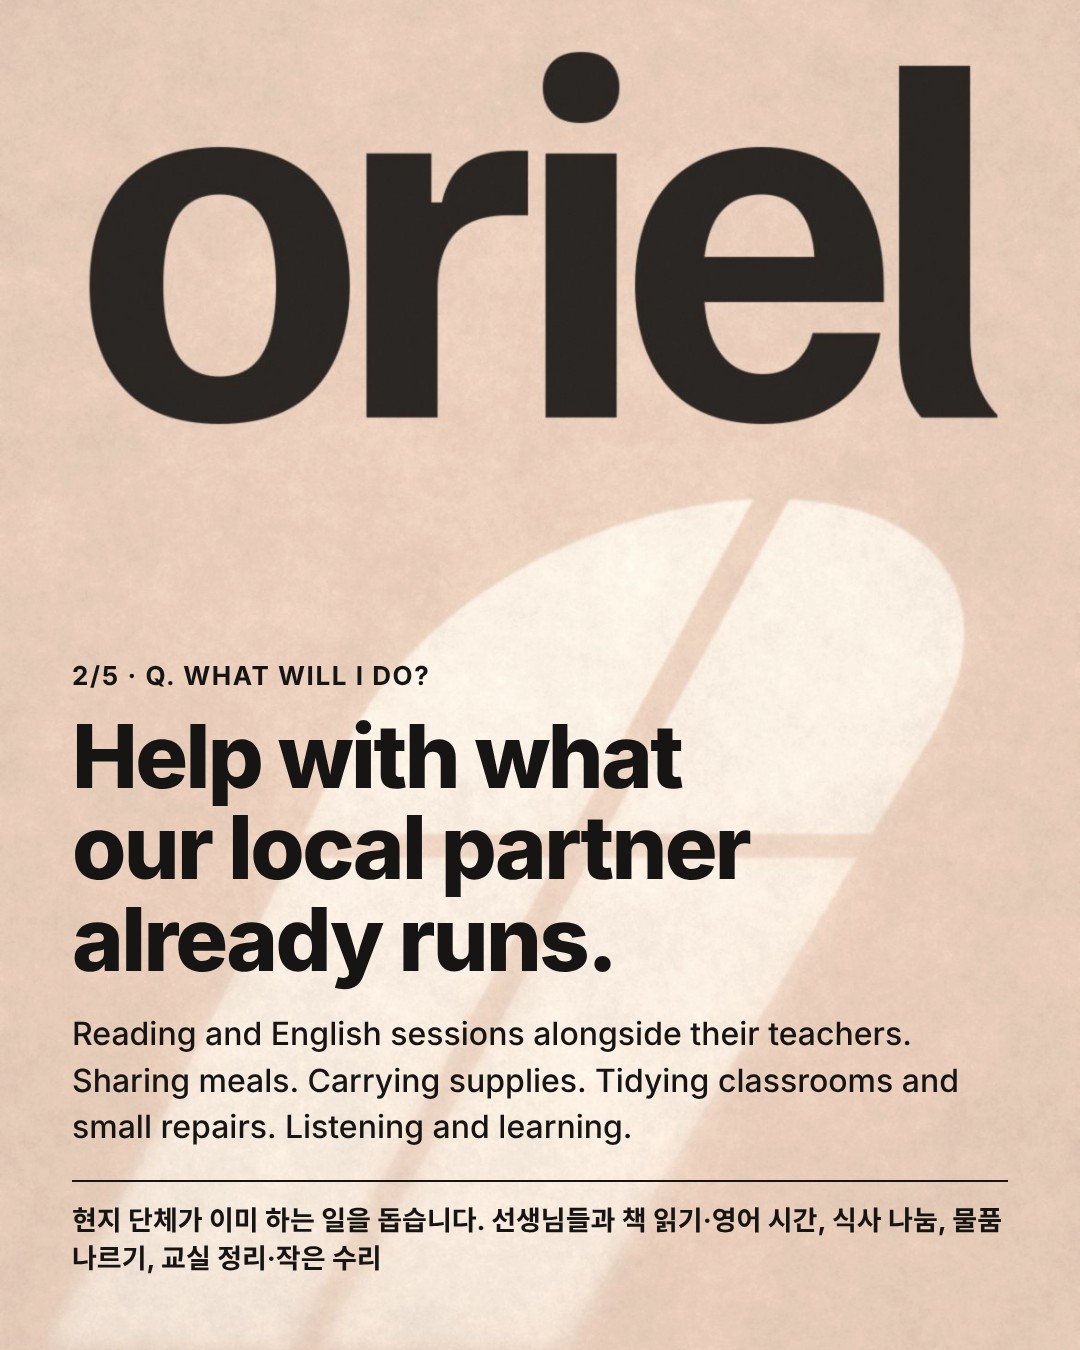 oriel
2/5 · Q. WHAT WILL I DO?
Help with what
our local partner
already runs.
Reading and English sessions alongside their teachers.
Sharing meals. Carrying supplies. Tidying classrooms and
small repairs. Listening and learning.
현지 단체가 이미 하는 일을 돕습니다. 선생님들과 책 읽기·영어 시간, 식사 나눔, 물품
나르기, 교실 정리·작은 수리